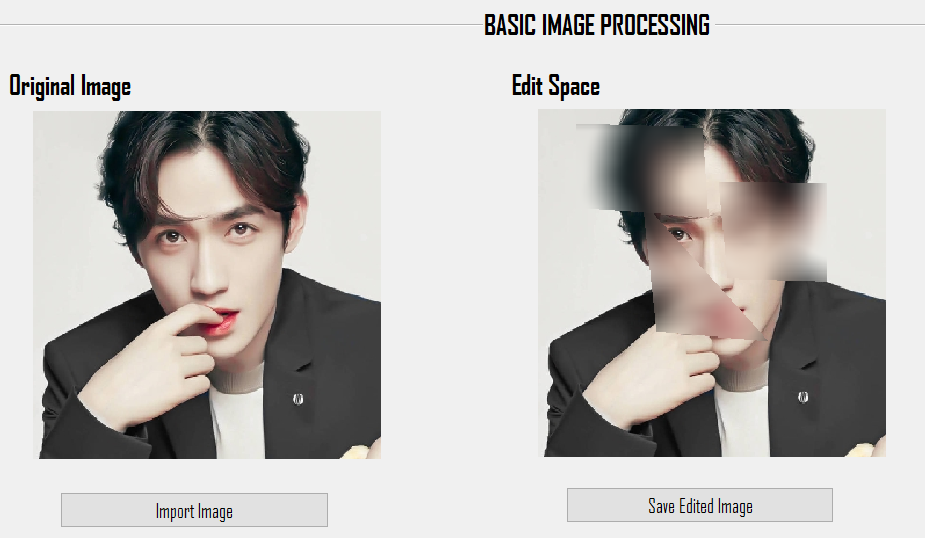 BASIC IMAGE PROCESSING
Original Image
Edit Space
Import Image
Save Edited Image